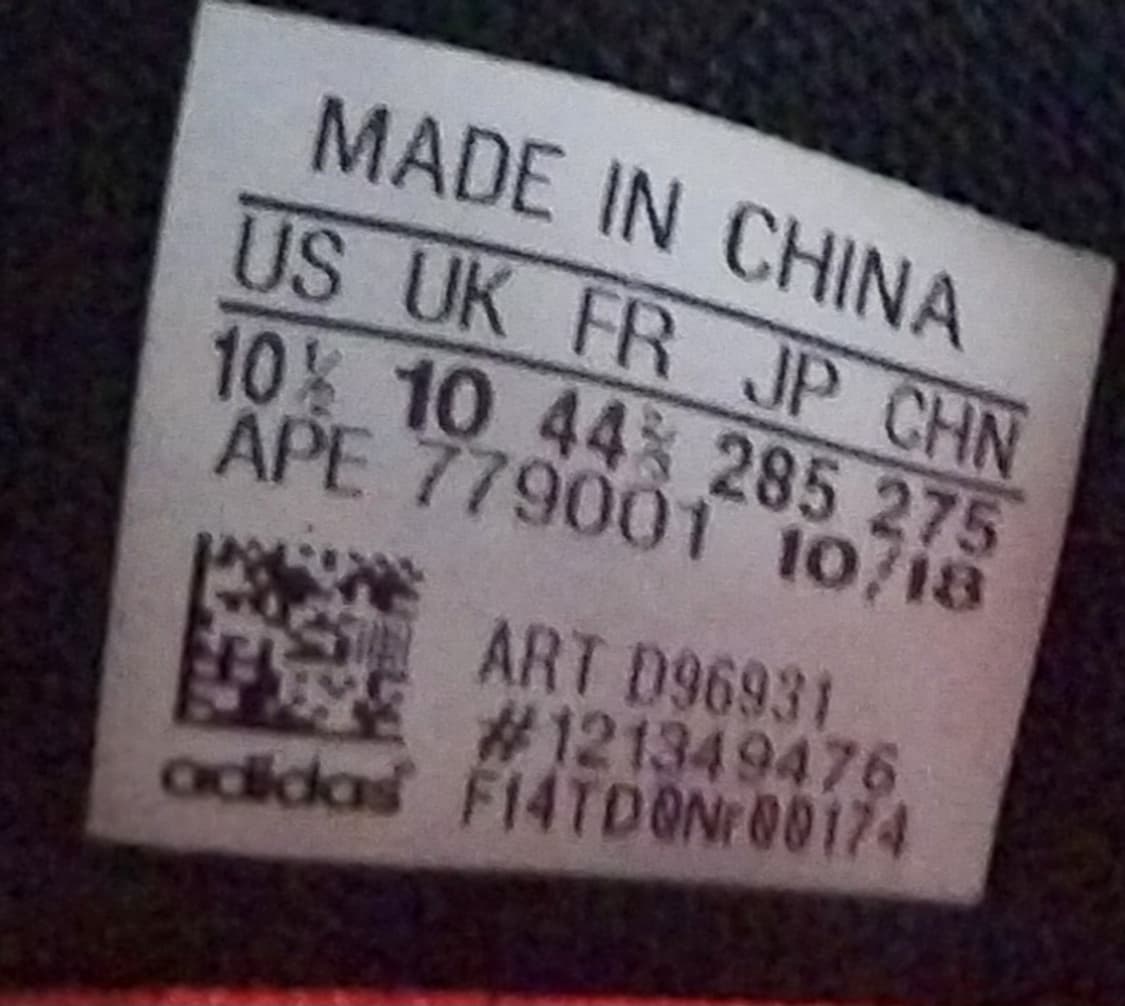 MADE IN CHINA
US UK FR JP CHN
10½ 10 44⅔ 285 275
APE 779001 10/18
ART D96931
#121349476
adidas F14TD0Nr00174